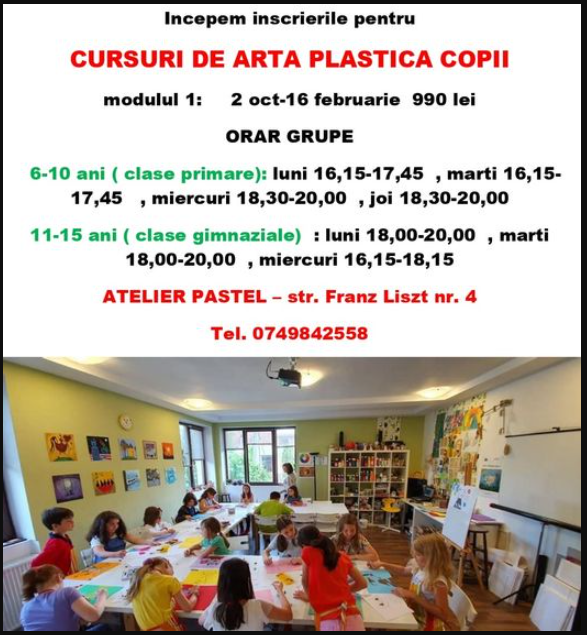 Incepem inscrierile pentru
CURSURI DE ARTA PLASTICA COPII
modulul 1: 2 oct-16 februarie 990 lei
ORAR GRUPE
6-10 ani ( clase primare): luni 16,15-17,45 , marti 16,15-
17,45 , miercuri 18,30-20,00 , joi 18,30-20,00
11-15 ani ( clase gimnaziale) : luni 18,00-20,00 , marti
18,00-20,00 , miercuri 16,15-18,15
ATELIER PASTEL – str. Franz Liszt nr. 4
Tel. 0749842558